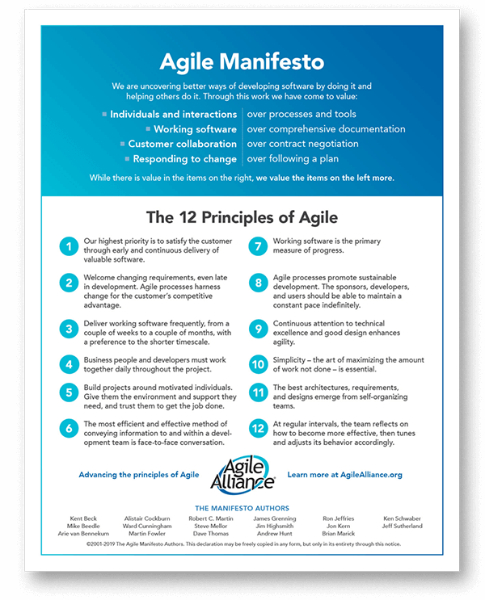 Agile Manifesto
We are uncovering better ways of developing software by doing it and
helping others do it. Through this work we have come to value:
Individuals and interactions over processes and tools
Working software over comprehensive documentation
Customer collaboration over contract negotiation
Responding to change over following a plan
While there is value in the items on the right, we value the items on the left more.
The 12 Principles of Agile
1 Our highest priority is to satisfy the customer
through early and continuous delivery of
valuable software.
2 Welcome changing requirements, even late
in development. Agile processes harness
change for the customer's competitive
advantage.
3 Deliver working software frequently, from a
couple of weeks to a couple of months, with
a preference to the shorter timescale.
4 Business people and developers must work
together daily throughout the project.
5 Build projects around motivated individuals.
Give them the environment and support they
need, and trust them to get the job done.
6 The most efficient and effective method of
conveying information to and within a devel-
opment team is face-to-face conversation.
7 Working software is the primary
measure of progress.
8 Agile processes promote sustainable
development. The sponsors, developers,
and users should be able to maintain a
constant pace indefinitely.
9 Continuous attention to technical
excellence and good design enhances
agility.
10 Simplicity – the art of maximizing the amount
of work not done – is essential.
11 The best architectures, requirements,
and designs emerge from self-organizing
teams.
12 At regular intervals, the team reflects on
how to become more effective, then tunes
and adjusts its behavior accordingly.
Advancing the principles of Agile
Agile
Alliance
Learn more at AgileAlliance.org
THE MANIFESTO AUTHORS
Kent Beck Alistair Cockburn Robert C. Martin James Grenning Ron Jeffries Ken Schwaber
Mike Beedle Ward Cunningham Steve Mellor Jim Highsmith Jon Kern Jeff Sutherland
Arie van Bennekum Martin Fowler Dave Thomas Andrew Hunt Brian Marick
©2001-2019 The Agile Manifesto Authors. This declaration may be freely copied in any form, but only in its entirety through this notice.